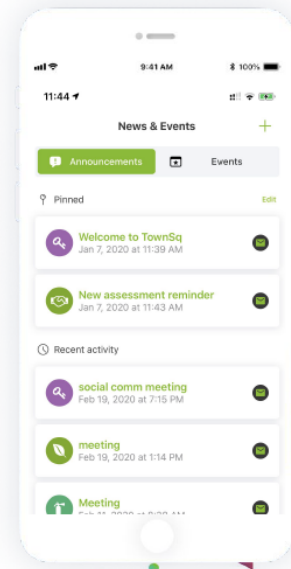 9:41 AM
100%
11:44
News & Events
Announcements
Events
Pinned
Edit
Welcome to TownSq
Jan 7, 2020 at 11:39 AM
New assessment reminder
Jan 7, 2020 at 11:43 AM
Recent activity
social comm meeting
Feb 19, 2020 at 7:15 PM
meeting
Feb 19, 2020 at 1:14 PM
Meeting